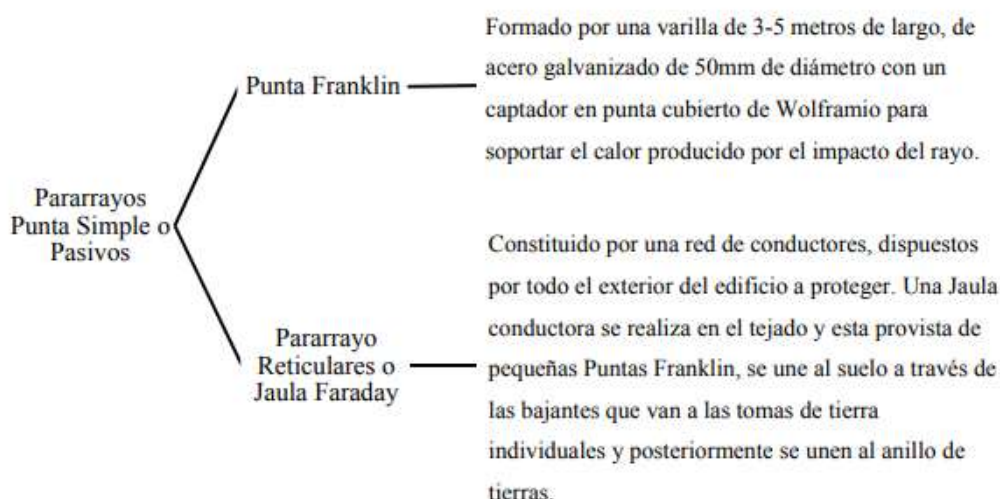 Pararrayos
Punta Simple o
Pasivos
Punta Franklin
Formado por una varilla de 3-5 metros de largo, de
acero galvanizado de 50mm de diámetro con un
captador en punta cubierto de Wolframio para
soportar el calor producido por el impacto del rayo.
Pararrayo
Reticulares o
Jaula Faraday
Constituido por una red de conductores, dispuestos
por todo el exterior del edificio a proteger. Una Jaula
conductora se realiza en el tejado y esta provista de
pequeñas Puntas Franklin, se une al suelo a través de
las bajantes que van a las tomas de tierra
individuales y posteriormente se unen al anillo de
tierras.